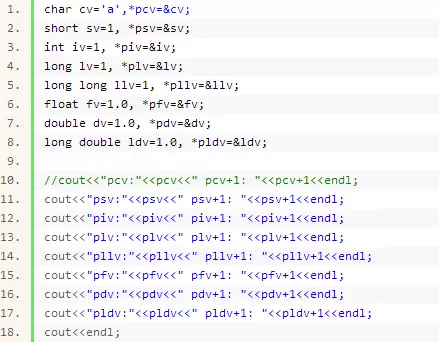 1. char cv='a',*pcv=&cv;
2. short sv=1, *psv=&sv;
3. int iv=1, *piv=&iv;
4. long lv=1, *plv=&lv;
5. long long llv=1, *pllv=&llv;
6. float fv=1.0, *pfv=&fv;
7. double dv=1.0, *pdv=&dv;
8. long double ldv=1.0, *pldv=&ldv;
9.
10. //cout<<"pcv:"<<pcv<<" pcv+1: "<<pcv+1<<endl;
11. cout<<"psv:"<<psv<<" psv+1: "<<psv+1<<endl;
12. cout<<"piv:"<<piv<<" piv+1: "<<piv+1<<endl;
13. cout<<"plv:"<<plv<<" plv+1: "<<plv+1<<endl;
14. cout<<"pllv:"<<pllv<<" pllv+1: "<<pllv+1<<endl;
15. cout<<"pfv:"<<pfv<<" pfv+1: "<<pfv+1<<endl;
16. cout<<"pdv:"<<pdv<<" pdv+1: "<<pdv+1<<endl;
17. cout<<"pldv:"<<pldv<<" pldv+1: "<<pldv+1<<endl;
18. cout<<endl;